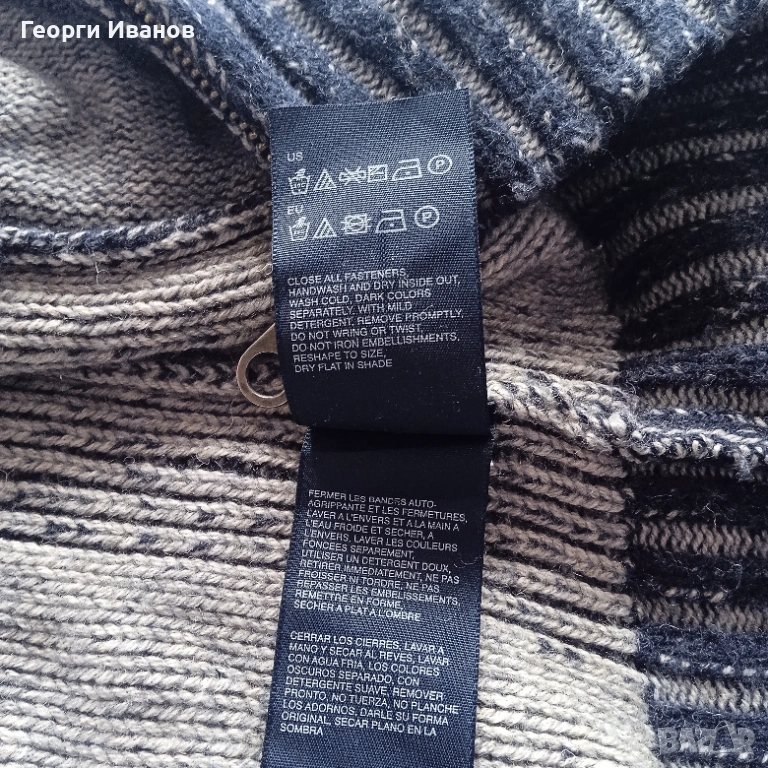 Георги Иванов
US
P
EU
P
CLOSE ALL FASTENERS,
HANDWASH AND DRY INSIDE OUT,
WASH COLD, DARK COLORS
SEPARATELY, WITH MILD
DETERGENT. REMOVE PROMPTLY,
DO NOT WRING OR TWIST,
DO NOT IRON EMBELLISHMENTS,
RESHAPE TO SIZE,
DRY FLAT IN SHADE
FERMER LES BANDES AUTO-
AGRIPPANTE ET LES FERMETURES,
LAVER A L'ENVERS ET A LA MAIN A
L'EAU FROIDE ET SECHER, A
L'ENVERS. LAVER LES COULEURS
FONCÉES SEPAREMENT,
UTILISER UN DETERGENT DOUX,
RETIRER IMMEDIATEMENT, NE PAS
FROISSER NI TORDRE, NE PAS
REPASSER LES EMBELISSEMENTS,
REMETTRE EN FORME,
SECHER A PLAT A L'OMBRE
CERRAR LOS CIERRES, LAVAR A
MANO Y SECAR AL REVES, LAVAR
CON AGUA FRIA, LOS COLORES
OSCUROS SEPARADO, CON
DETERGENTE SUAVE, REMOVER
PRONTO, NO TUERZA, NO PLANCHE
LOS ADORNOS, DARLE SU FORMA
ORIGINAL, SECAR PLANO EN LA
SOMBRA